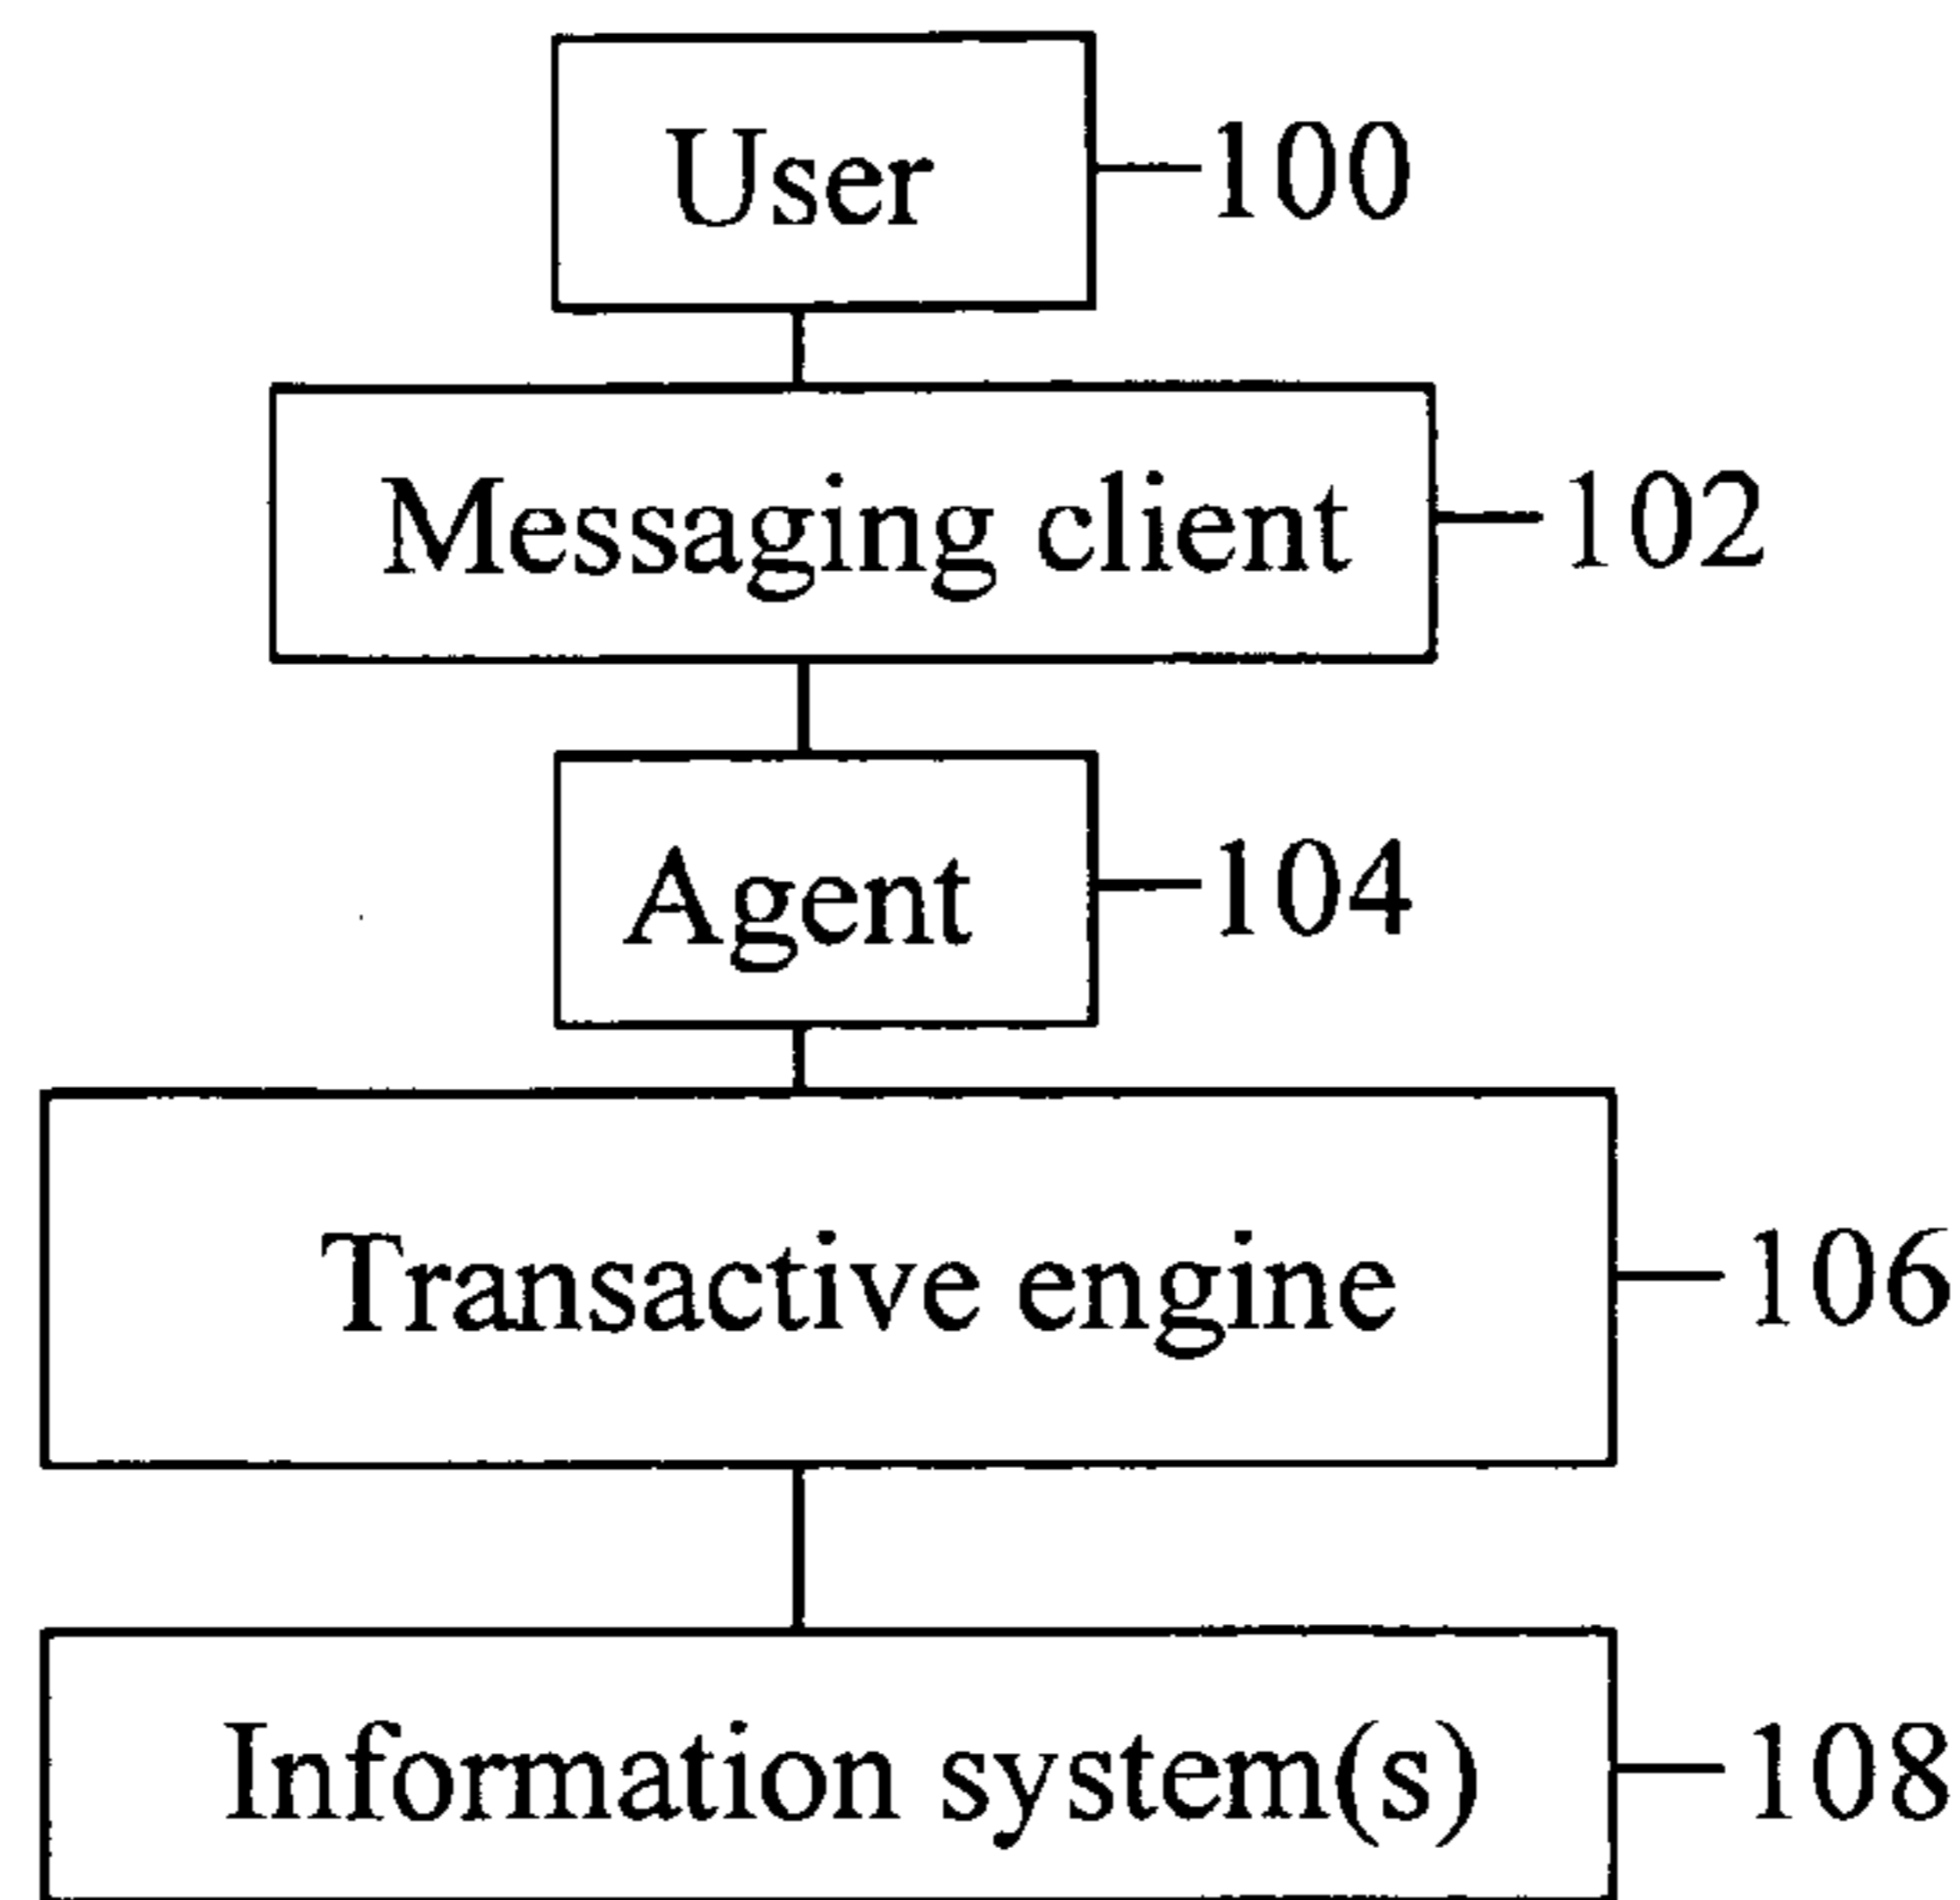 User 100
Messaging client 102
Agent 104
Transactive engine 106
Information system(s) 108